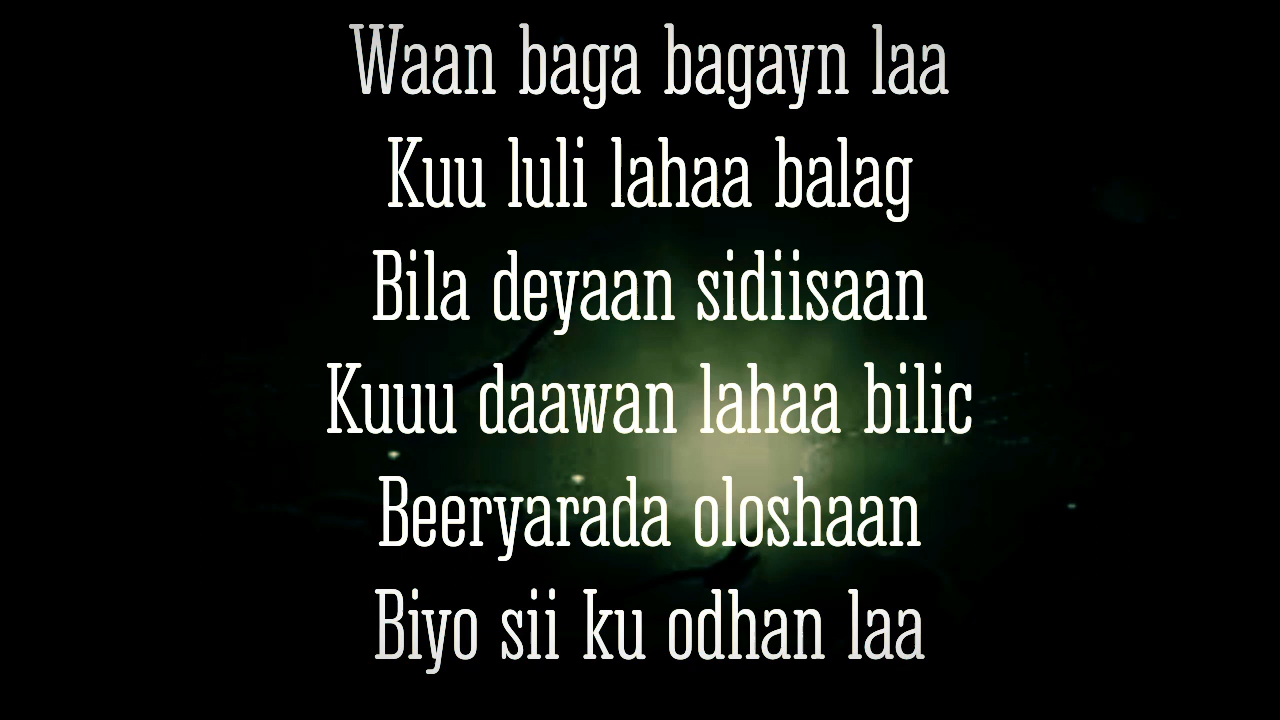 Waan baga bagayn laa
Kuu luli lahaa balag
Bila deyaan sidiisaan
Kuuu daawan lahaa bilic
Beeryarada oloshaan
Biyo sii ku odhan laa